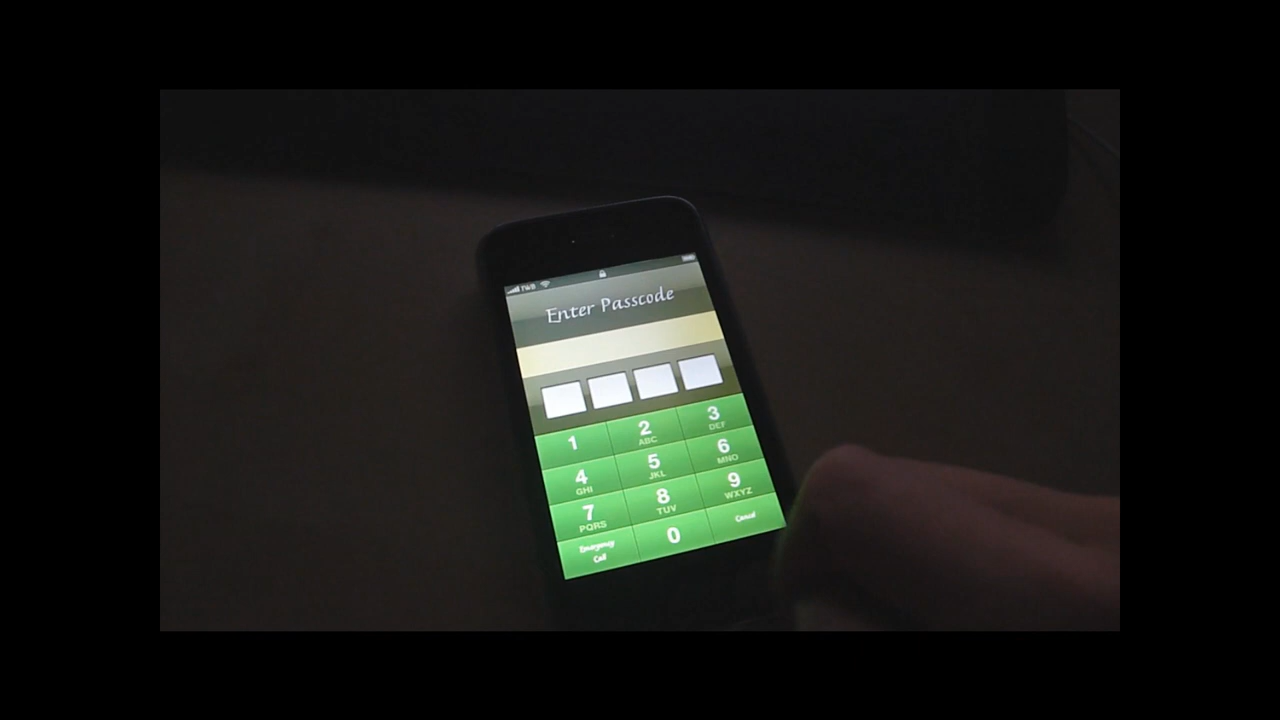 Enter Passcode
1 2 ABC 3 DEF
4 GHI 5 JKL 6 MNO
7 PQRS 8 TUV 9 WXYZ
Emergency Call 0 Cancel